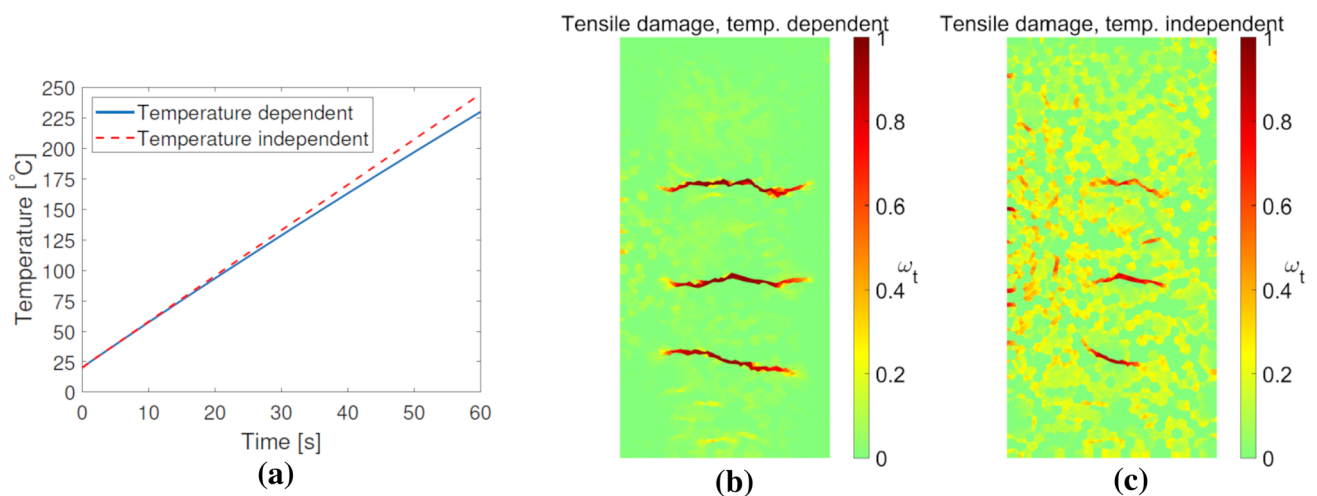 Temperature [°C]
250
225
200
175
150
125
100
75
50
25
0
Temperature dependent
Temperature independent
0 10 20 30 40 50 60
Time [s]
(a)
Tensile damage, temp. dependent
1
0.8
0.6
0.4
0.2
0
ωt
(b)
Tensile damage, temp. independent
1
0.8
0.6
0.4
0.2
0
ωt
(c)